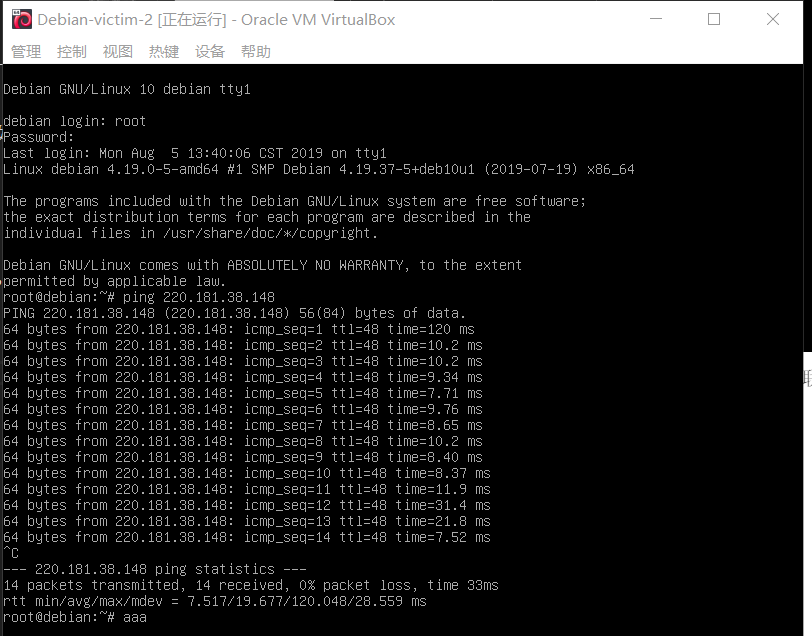 Debian-victim-2 [正在运行] - Oracle VM VirtualBox
管理 控制 视图 热键 设备 帮助
Debian GNU/Linux 10 debian tty1
debian login: root
Password:
Last login: Mon Aug  5 13:40:06 CST 2019 on tty1
Linux debian 4.19.0-5-amd64 #1 SMP Debian 4.19.37-5+deb10u1 (2019-07-19) x86_64
The programs included with the Debian GNU/Linux system are free software;
the exact distribution terms for each program are described in the
individual files in /usr/share/doc/*/copyright.
Debian GNU/Linux comes with ABSOLUTELY NO WARRANTY, to the extent
permitted by applicable law.
root@debian:~# ping 220.181.38.148
PING 220.181.38.148 (220.181.38.148) 56(84) bytes of data.
64 bytes from 220.181.38.148: icmp_seq=1 ttl=48 time=120 ms
64 bytes from 220.181.38.148: icmp_seq=2 ttl=48 time=10.2 ms
64 bytes from 220.181.38.148: icmp_seq=3 ttl=48 time=10.2 ms
64 bytes from 220.181.38.148: icmp_seq=4 ttl=48 time=9.34 ms
64 bytes from 220.181.38.148: icmp_seq=5 ttl=48 time=7.71 ms
64 bytes from 220.181.38.148: icmp_seq=6 ttl=48 time=9.76 ms
64 bytes from 220.181.38.148: icmp_seq=7 ttl=48 time=8.65 ms
64 bytes from 220.181.38.148: icmp_seq=8 ttl=48 time=10.2 ms
64 bytes from 220.181.38.148: icmp_seq=9 ttl=48 time=8.40 ms
64 bytes from 220.181.38.148: icmp_seq=10 ttl=48 time=8.37 ms
64 bytes from 220.181.38.148: icmp_seq=11 ttl=48 time=11.9 ms
64 bytes from 220.181.38.148: icmp_seq=12 ttl=48 time=31.4 ms
64 bytes from 220.181.38.148: icmp_seq=13 ttl=48 time=21.8 ms
64 bytes from 220.181.38.148: icmp_seq=14 ttl=48 time=7.52 ms
^C
--- 220.181.38.148 ping statistics ---
14 packets transmitted, 14 received, 0% packet loss, time 33ms
rtt min/avg/max/mdev = 7.517/19.677/120.048/28.559 ms
root@debian:~# aaa